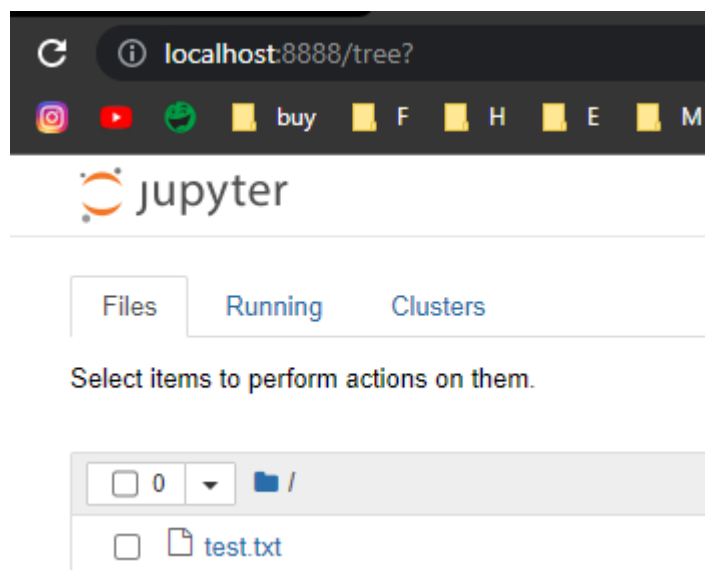 localhost:8888/tree?
buy F H E M
jupyter
Files Running Clusters
Select items to perform actions on them.
0 /
test.txt